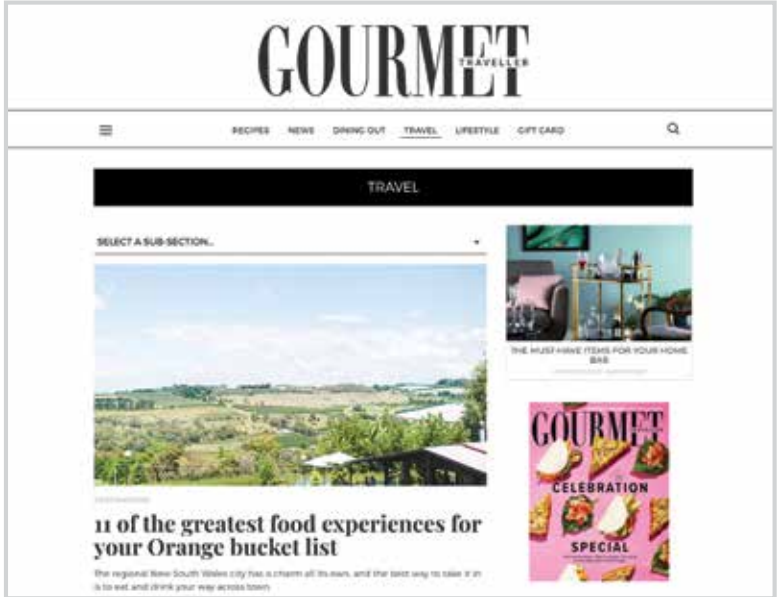 GOURMET
TRAVELLER
RECIPES NEWS DINING OUT TRAVEL LIFESTYLE GIFT CARD
TRAVEL
SELECT A SUB-SECTION...
11 of the greatest food experiences for
your Orange bucket list
The regional New South Wales city has a charm all its own, and the best way to take it in
is to eat and drink your way across town.
THE MUST-HAVE ITEMS FOR YOUR HOME
BAR
GOURMET
CELEBRATION
SPECIAL